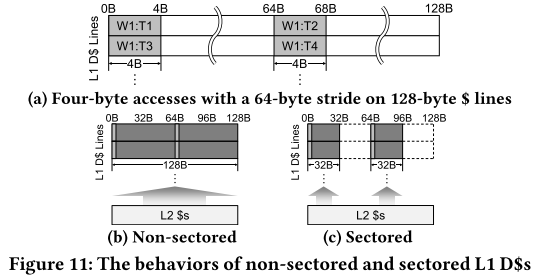 0B 4B 64B 68B 128B
L1 D$ Lines
W1:T1 W1:T2
W1:T3 W1:T4
4B 4B
(a) Four-byte accesses with a 64-byte stride on 128-byte $ lines
0B 32B 64B 96B 128B 0B 32B 64B 96B 128B
L1 D$ Lines L1 D$ Lines
128B 32B 32B
L2 $s L2 $s
(b) Non-sectored (c) Sectored
Figure 11: The behaviors of non-sectored and sectored L1 D$s